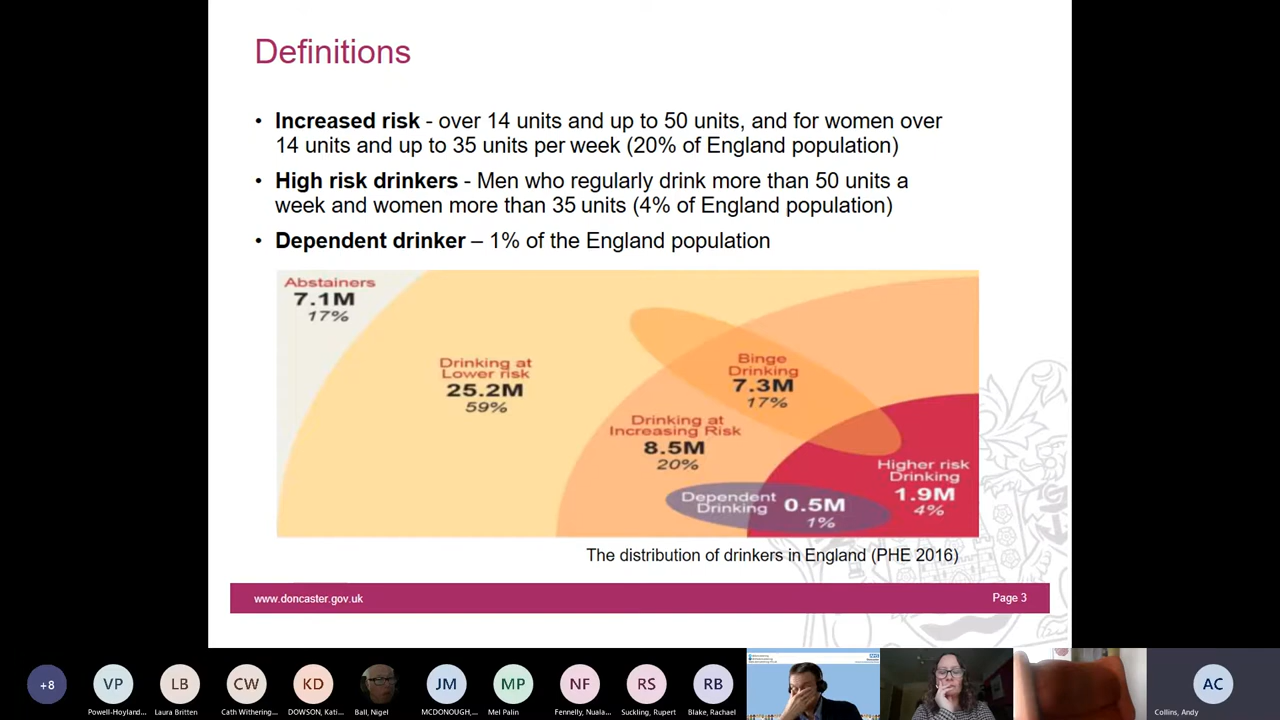 Definitions
• Increased risk - over 14 units and up to 50 units, and for women over
14 units and up to 35 units per week (20% of England population)
• High risk drinkers - Men who regularly drink more than 50 units a
week and women more than 35 units (4% of England population)
• Dependent drinker – 1% of the England population
Abstainers
7.1M
17%
Drinking at
Lower risk
25.2M
59%
Binge
Drinking
7.3M
17%
Drinking at
Increasing Risk
8.5M
20%
Higher risk
Drinking
1.9M
4%
Dependent
Drinking
0.5M
1%
The distribution of drinkers in England (PHE 2016)
www.doncaster.gov.uk
Page 3
+8
VP
LB
CW
KD
JM
MP
NF
RS
RB
NHS
AC
Powell-Hoyland...
Laura Britten
Cath Withering...
DOWSON, Kati...
Ball, Nigel
MCDONOUGH,...
Mel Palin
Fennelly, Nuala...
Suckling, Rupert
Blake, Rachael
Collins, Andy